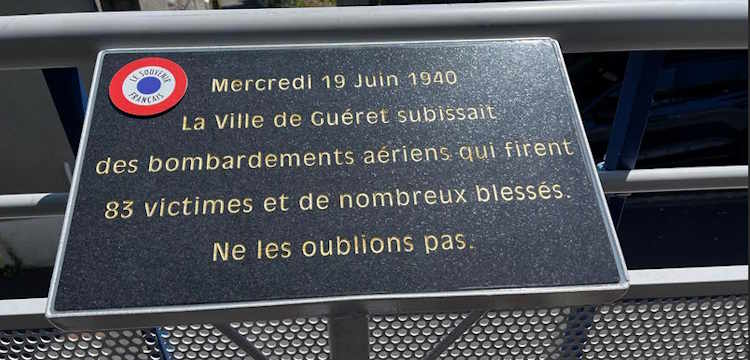 LE SOUVENIR
FRANÇAIS
Mercredi 19 Juin 1940
La Ville de Guéret subissait
des bombardements aériens qui firent
83 victimes et de nombreux blessés.
Ne les oublions pas.